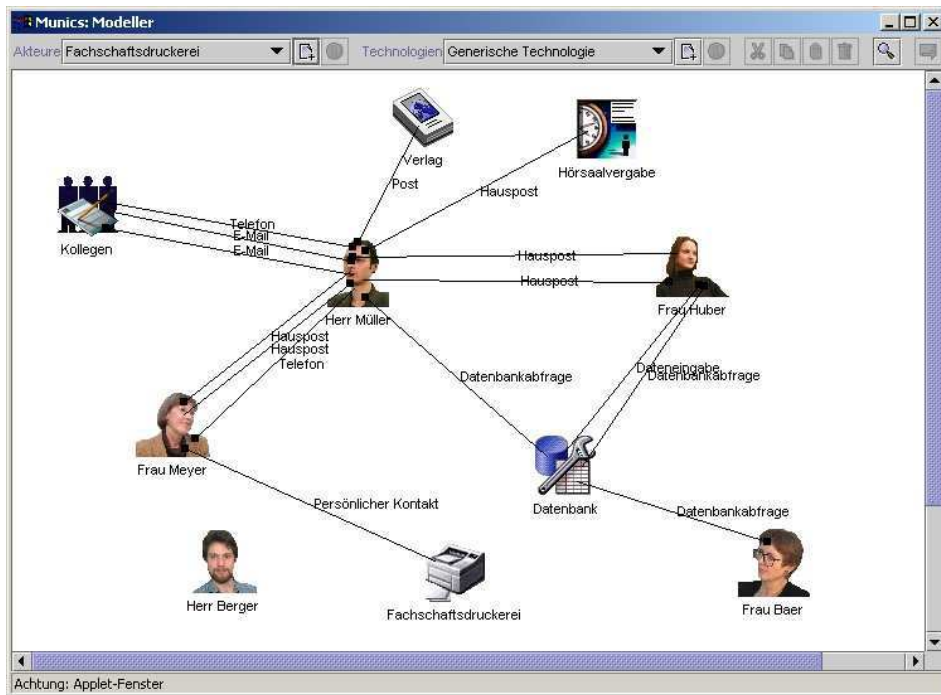 Munics: Modeller
Akteure Fachschaftsdruckerei Technologien Generische Technologie
Verlag
Hörsaalvergabe
Post
Hauspost
Kollegen
Telefon
E-Mail
E-Mail
Hauspost
Hauspost
Herr Müller
Frau Huber
Hauspost
Hauspost
Telefon
Dateneingabe
Datenbankabfrage
Datenbankabfrage
Frau Meyer
Persönlicher Kontakt
Datenbank
Datenbankabfrage
Herr Berger
Fachschaftsdruckerei
Frau Baer
Achtung: Applet-Fenster